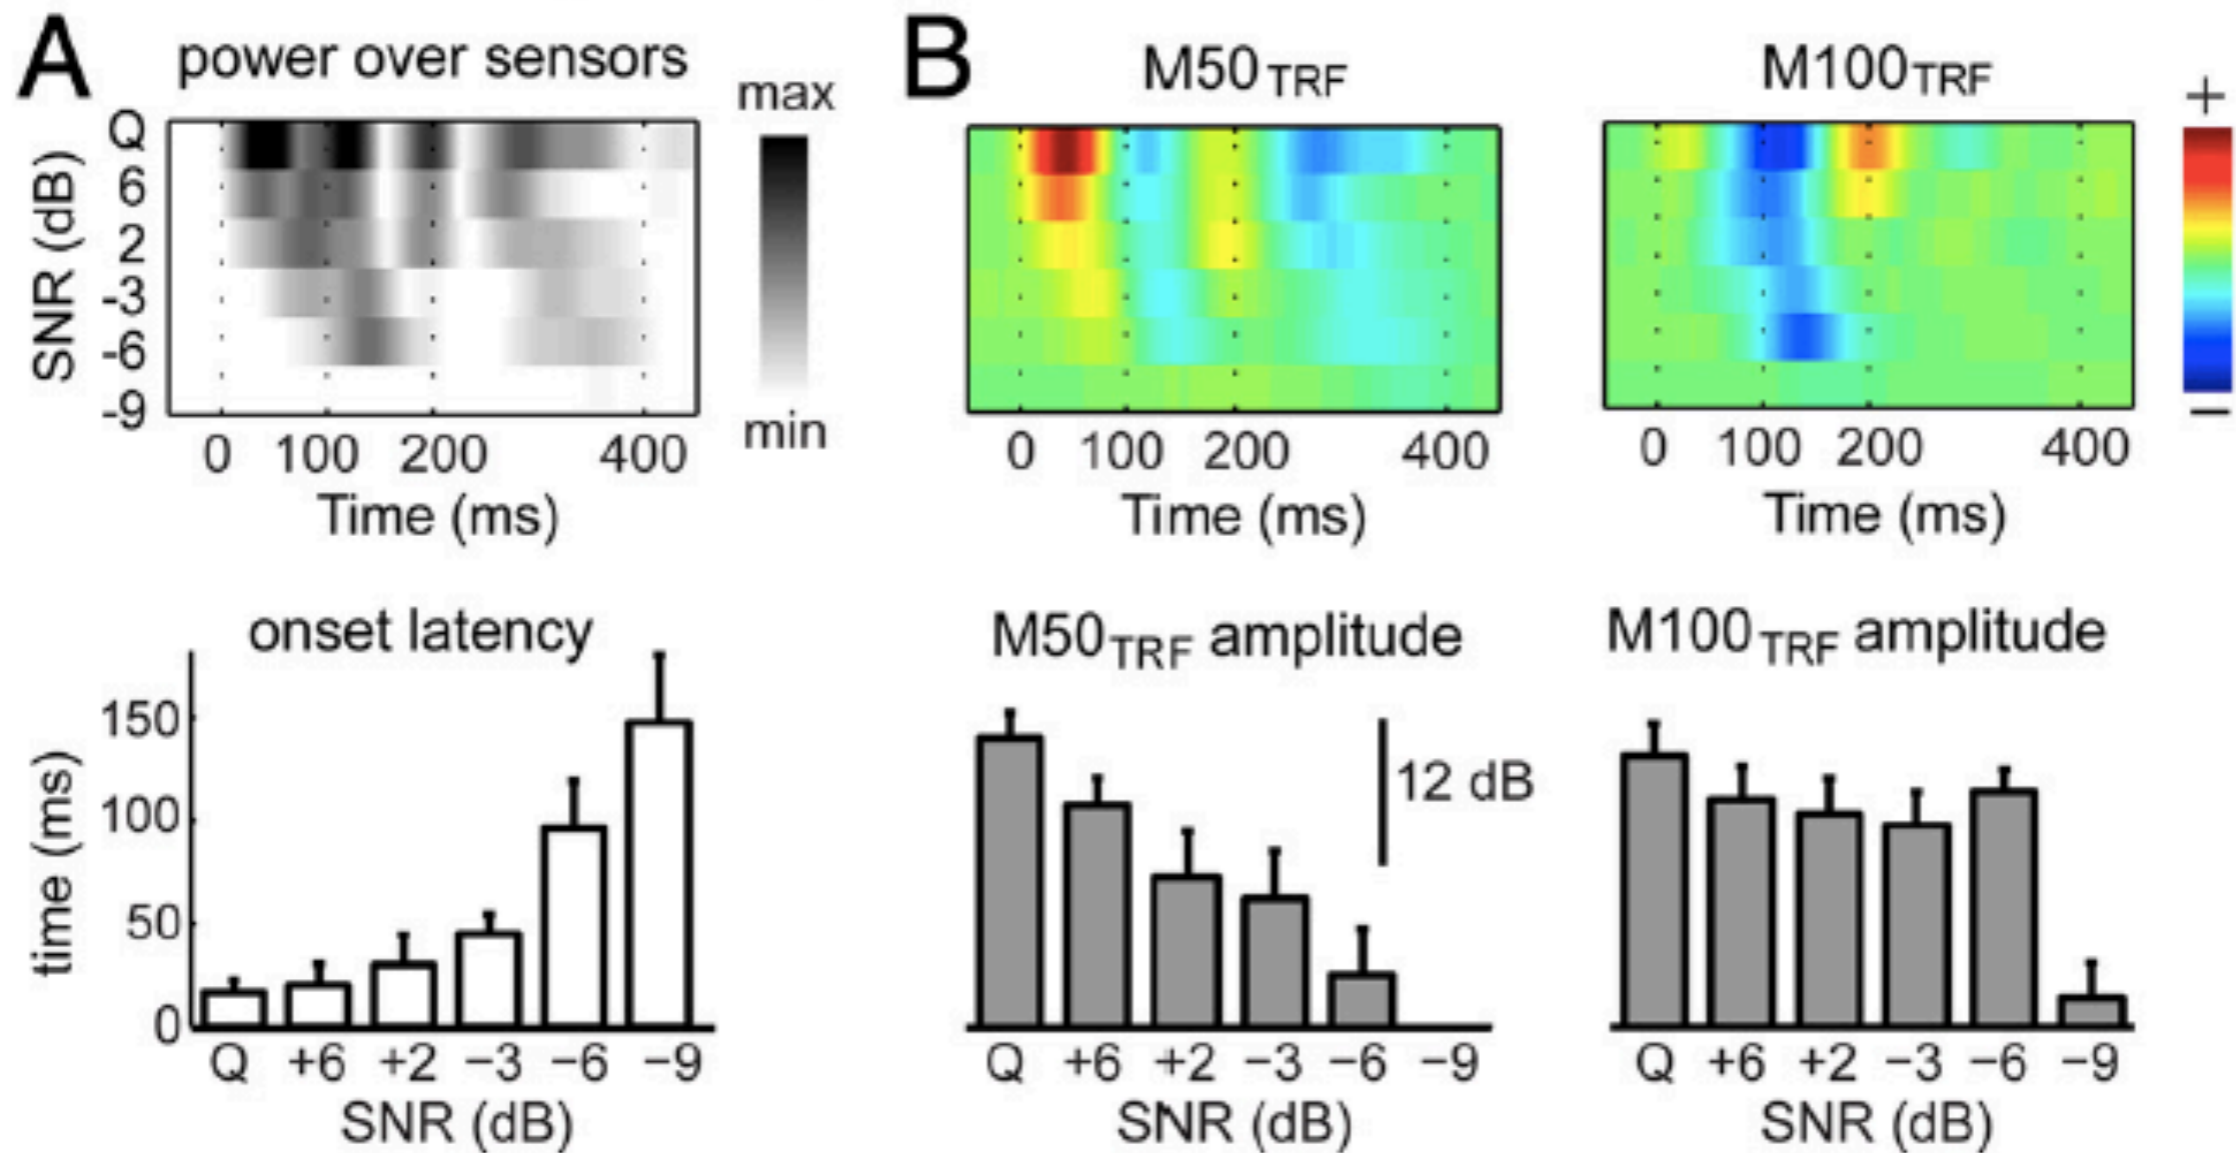 A
power over sensors
max
min
SNR (dB)
Q
6
2
-3
-6
-9
0 100 200 400
Time (ms)
B
M50TRF
0 100 200 400
Time (ms)
M100TRF
+
−
0 100 200 400
Time (ms)
onset latency
time (ms)
150
100
50
0
Q +6 +2 −3 −6 −9
SNR (dB)
M50TRF amplitude
12 dB
Q +6 +2 −3 −6 −9
SNR (dB)
M100TRF amplitude
Q +6 +2 −3 −6 −9
SNR (dB)